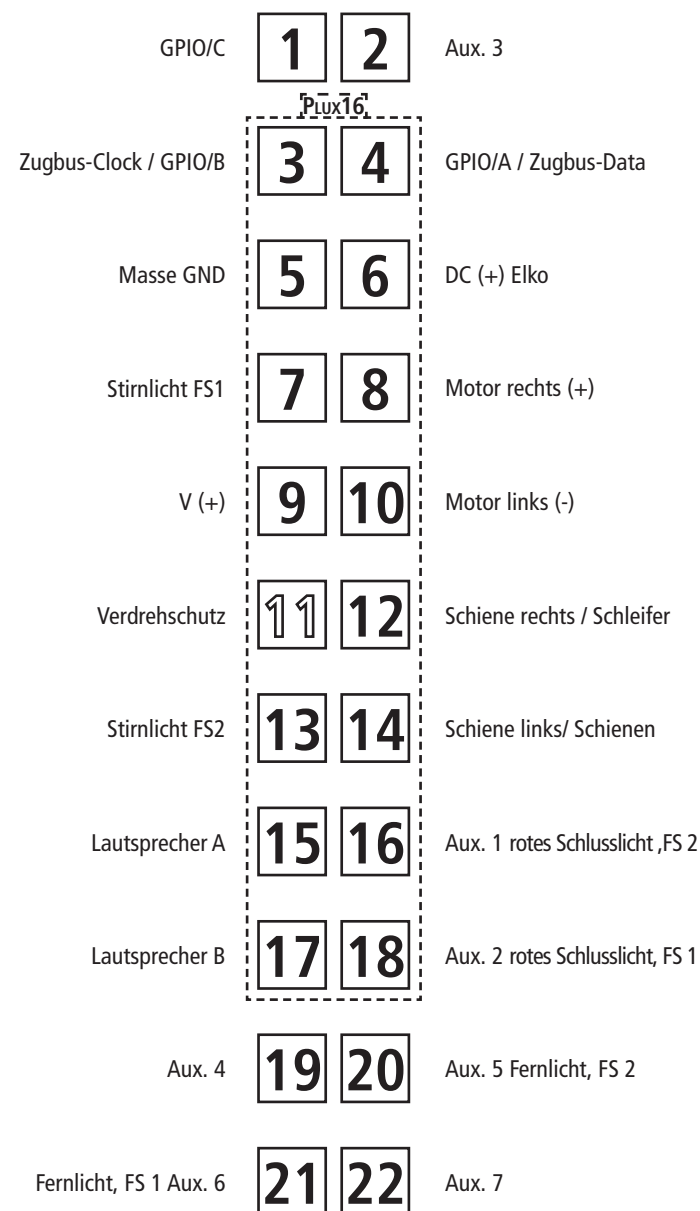 GPIO/C 1 2 Aux. 3
PLUX16
Zugbus-Clock / GPIO/B 3 4 GPIO/A / Zugbus-Data
Masse GND 5 6 DC (+) Elko
Stirnlicht FS1 7 8 Motor rechts (+)
V (+) 9 10 Motor links (-)
Verdrehschutz 11 12 Schiene rechts / Schleifer
Stirnlicht FS2 13 14 Schiene links/ Schienen
Lautsprecher A 15 16 Aux. 1 rotes Schlusslicht ,FS 2
Lautsprecher B 17 18 Aux. 2 rotes Schlusslicht, FS 1
Aux. 4 19 20 Aux. 5 Fernlicht, FS 2
Fernlicht, FS 1 Aux. 6 21 22 Aux. 7